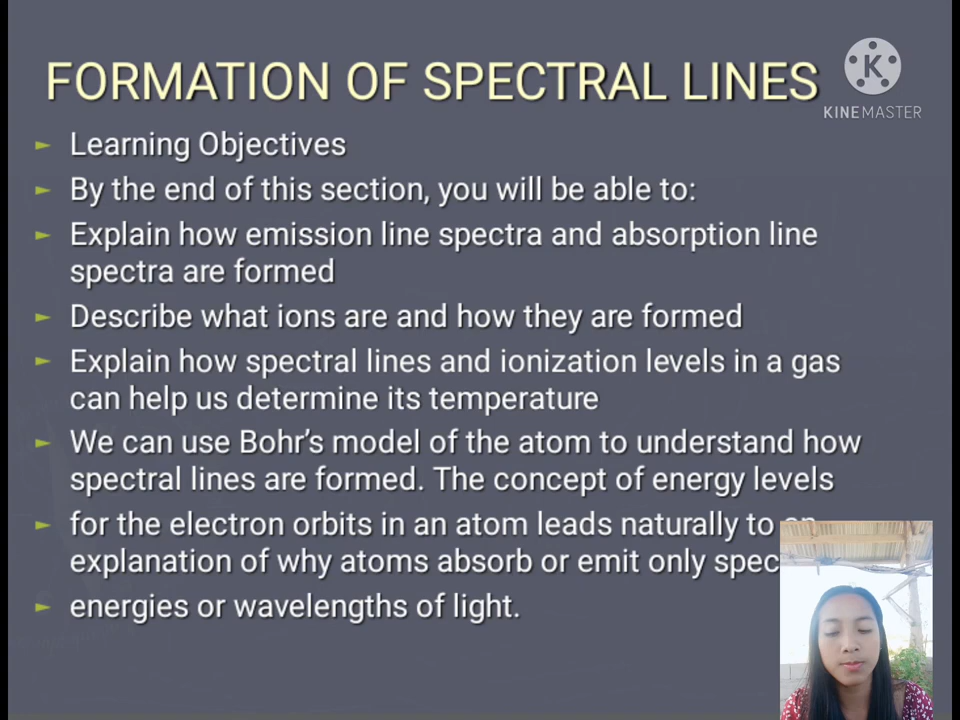 FORMATION OF SPECTRAL LINES
K
KINEMASTER
Learning Objectives
By the end of this section, you will be able to:
Explain how emission line spectra and absorption line
spectra are formed
Describe what ions are and how they are formed
Explain how spectral lines and ionization levels in a gas
can help us determine its temperature
We can use Bohr’s model of the atom to understand how
spectral lines are formed. The concept of energy levels
for the electron orbits in an atom leads naturally to
explanation of why atoms absorb or emit only
energies or wavelengths of light.